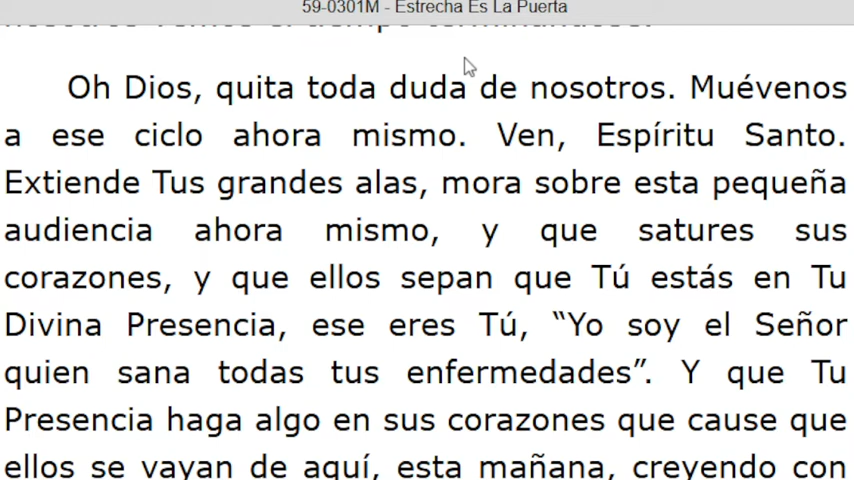 59-0301M - Estrecha Es La Puerta
Oh Dios, quita toda duda de nosotros. Muévenos
a ese ciclo ahora mismo. Ven, Espíritu Santo.
Extiende Tus grandes alas, mora sobre esta pequeña
audiencia ahora mismo, y que satures sus
corazones, y que ellos sepan que Tú estás en Tu
Divina Presencia, ese eres Tú, “Yo soy el Señor
quien sana todas tus enfermedades”. Y que Tu
Presencia haga algo en sus corazones que cause que
ellos se vayan de aquí, esta mañana, creyendo con